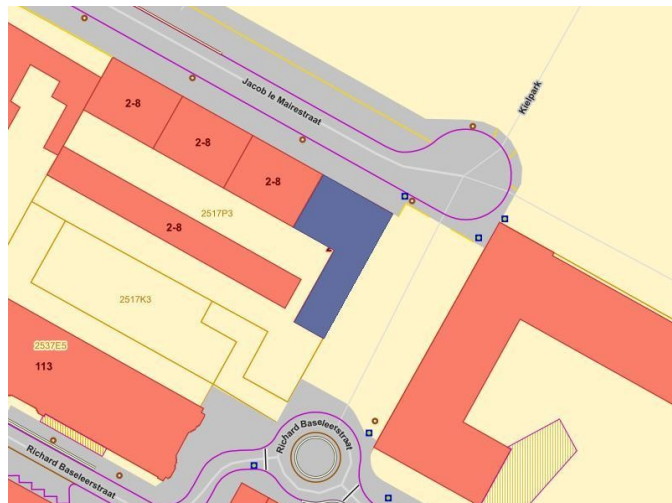 Jacob le Mairestraat
Kielpark
2-8
2-8
2-8
2517P3
2-8
2517K3
2537E5
113
Richard Baseleerstraat
Richard Baseleerstraat